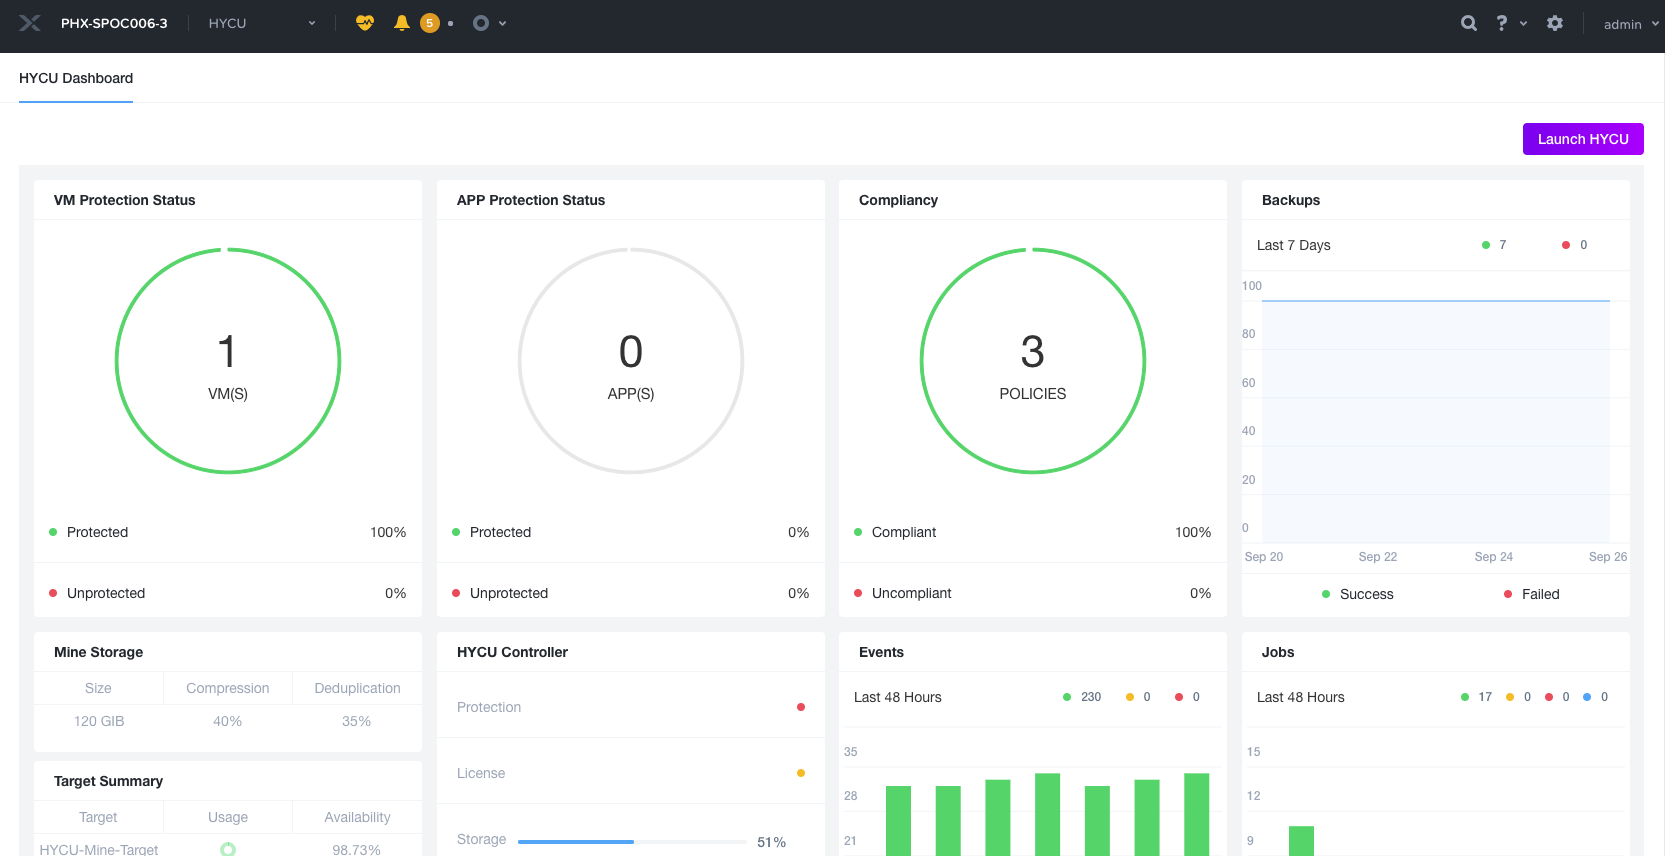 PHX-SPOC006-3 HYCU 5 ? admin
HYCU Dashboard
Launch HYCU
VM Protection Status
1
VM(S)
Protected 100%
Unprotected 0%
APP Protection Status
0
APP(S)
Protected 0%
Unprotected 0%
Compliancy
3
POLICIES
Compliant 100%
Uncompliant 0%
Backups
Last 7 Days 7 0
100
80
60
40
20
0
Sep 20 Sep 22 Sep 24 Sep 26
Success Failed
Mine Storage
Size Compression Deduplication
120 GIB 40% 35%
Target Summary
Target Usage Availability
HYCU-Mine-Target 98.73%
HYCU Controller
Protection
License
Storage 51%
Events
Last 48 Hours 230 0 0
35
28
21
Jobs
Last 48 Hours 17 0 0 0
15
12
9